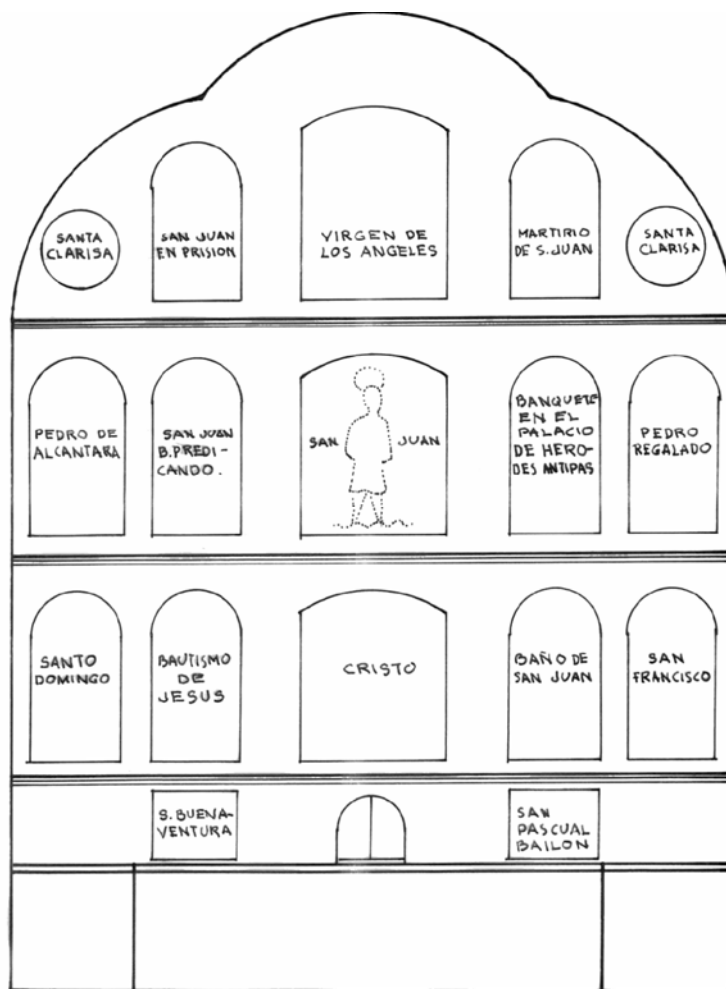 SANTA
CLARISA
SAN JUAN
EN PRISION
VIRGEN DE
LOS ANGELES
MARTIRIO
DE S. JUAN
SANTA
CLARISA
PEDRO DE
ALCANTARA
SAN JUAN
B. PREDI-
CANDO.
SAN JUAN
BANQUETE
EN EL
PALACIO
DE HERO-
DES ANTIPAS
PEDRO
REGALADO
SANTO
DOMINGO
BAUTISMO
DE
JESUS
CRISTO
BAÑO DE
SAN JUAN
SAN
FRANCISCO
S. BUENA-
VENTURA
SAN
PASCUAL
BAILON